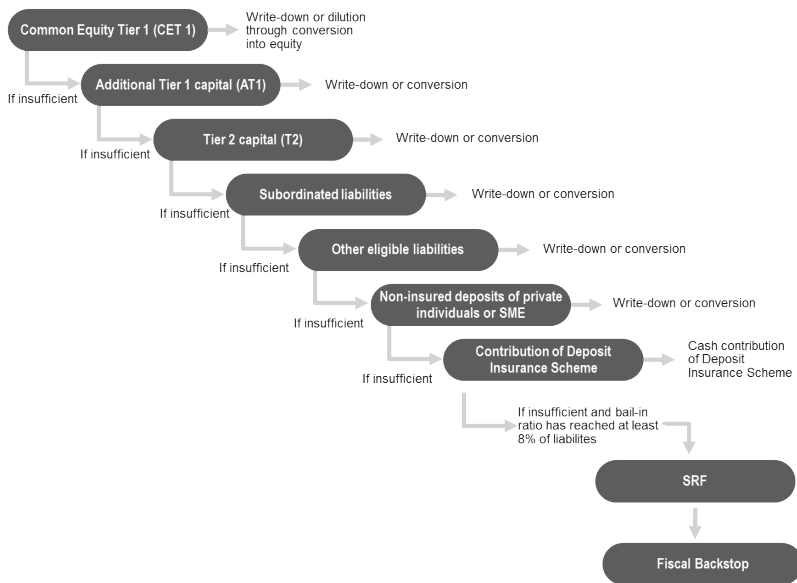 Common Equity Tier 1 (CET 1)
Write-down or dilution
through conversion
into equity
If insufficient
Additional Tier 1 capital (AT1)
Write-down or conversion
If insufficient
Tier 2 capital (T2)
Write-down or conversion
If insufficient
Subordinated liabilities
Write-down or conversion
If insufficient
Other eligible liabilities
Write-down or conversion
If insufficient
Non-insured deposits of private
individuals or SME
Write-down or conversion
If insufficient
Contribution of Deposit
Insurance Scheme
Cash contribution
of Deposit
Insurance Scheme
If insufficient and bail-in
ratio has reached at least
8% of liabilites
SRF
Fiscal Backstop